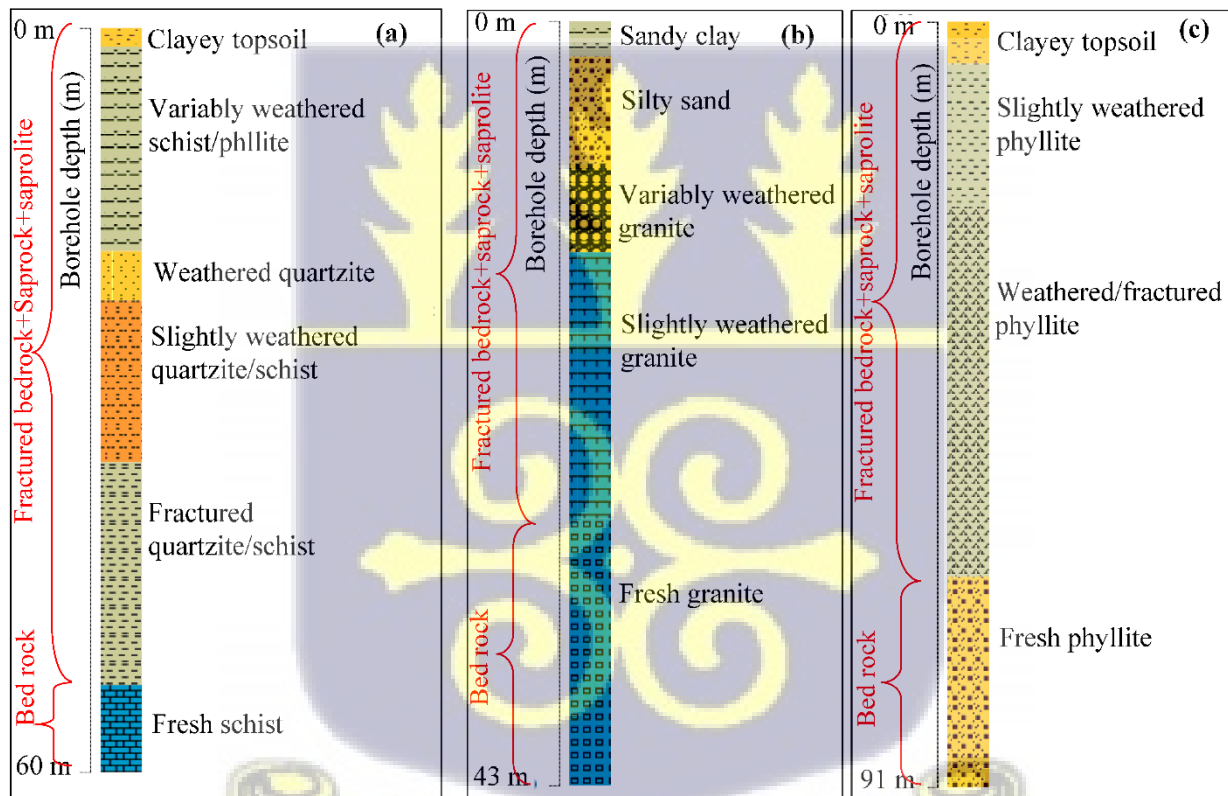 (a)
0 m
Clayey topsoil
Variably weathered
schist/phllite
Weathered quartzite
Slightly weathered
quartzite/schist
Fractured
quartzite/schist
Fresh schist
60 m
Borehole depth (m)
Fractured bedrock+Saprock+saprolite
Bed rock
(b)
0 m
Sandy clay
Silty sand
Variably weathered
granite
Slightly weathered
granite
Fresh granite
43 m
Borehole depth (m)
Fractured bedrock+saprock+saprolite
Bed rock
(c)
0 m
Clayey topsoil
Slightly weathered
phyllite
Weathered/fractured
phyllite
Fresh phyllite
91 m
Borehole depth (m)
Fractured bedrock+saprock+saprolite
Bed rock